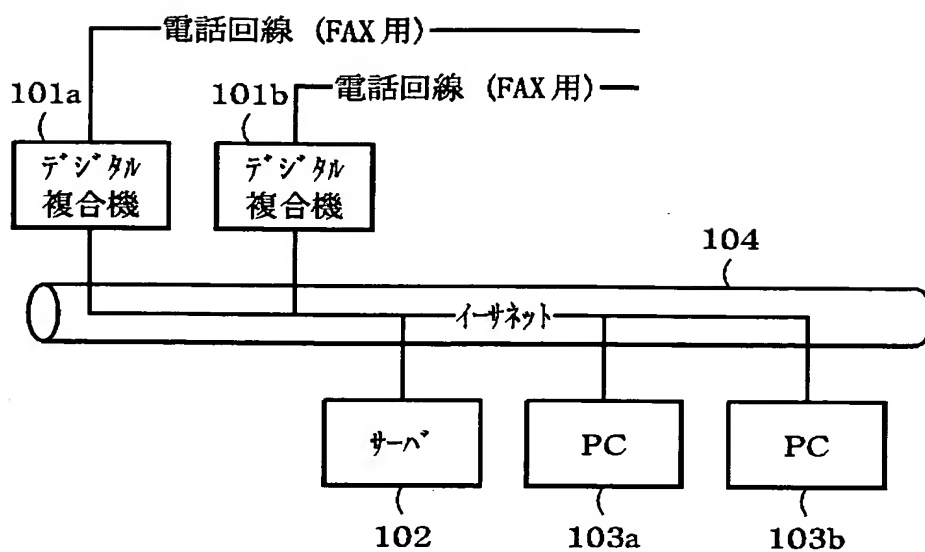 電話回線 (FAX用)
電話回線 (FAX用)
101a
101b
デジタル
複合機
デジタル
複合機
104
イーサネット
サーバ
PC
PC
102
103a
103b